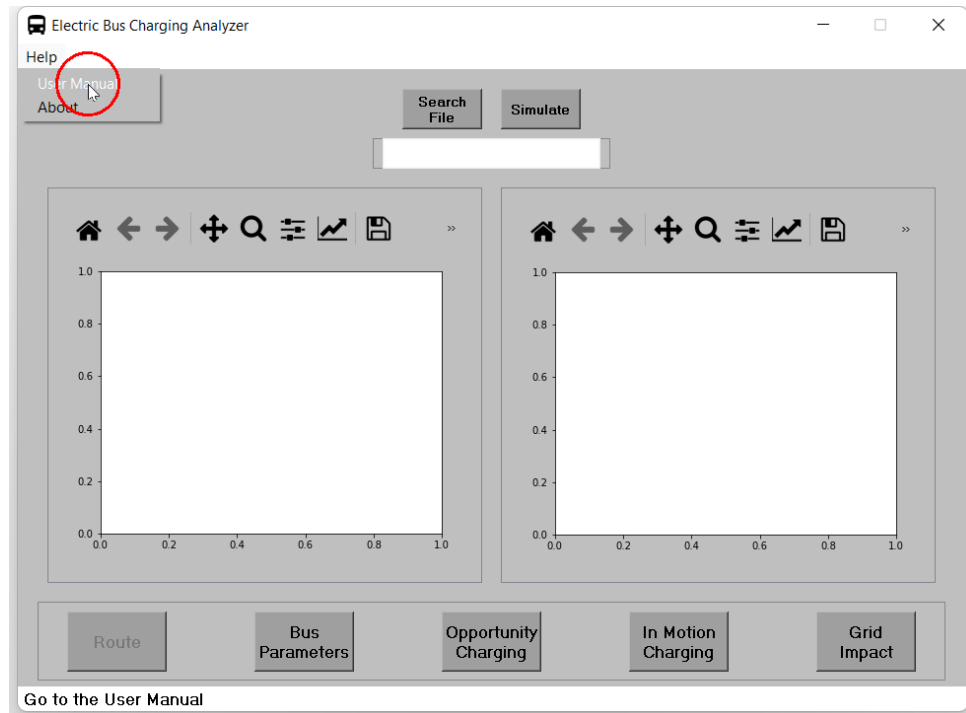 Electric Bus Charging Analyzer
Help
User Manual
About
Search
File
Simulate
»
»
1.0
0.8
0.6
0.4
0.2
0.0
0.0 0.2 0.4 0.6 0.8 1.0
1.0
0.8
0.6
0.4
0.2
0.0
0.0 0.2 0.4 0.6 0.8 1.0
Route
Bus
Parameters
Opportunity
Charging
In Motion
Charging
Grid
Impact
Go to the User Manual